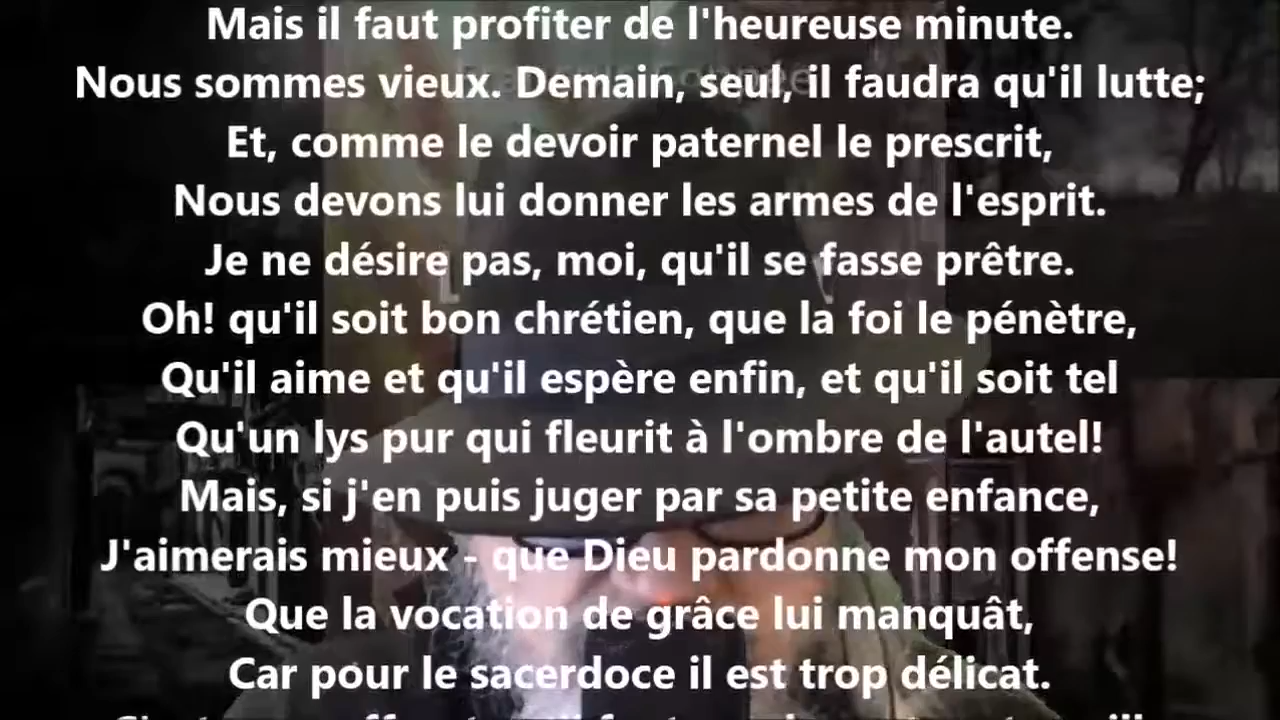 Mais il faut profiter de l'heureuse minute.
Nous sommes vieux. Demain, seul, il faudra qu'il lutte;
Et, comme le devoir paternel le prescrit,
Nous devons lui donner les armes de l'esprit.
Je ne désire pas, moi, qu'il se fasse prêtre.
Oh! qu'il soit bon chrétien, que la foi le pénètre,
Qu'il aime et qu'il espère enfin, et qu'il soit tel
Qu'un lys pur qui fleurit à l'ombre de l'autel!
Mais, si j'en puis juger par sa petite enfance,
J'aimerais mieux - que Dieu pardonne mon offense!
Que la vocation de grâce lui manquât,
Car pour le sacerdoce il est trop délicat.